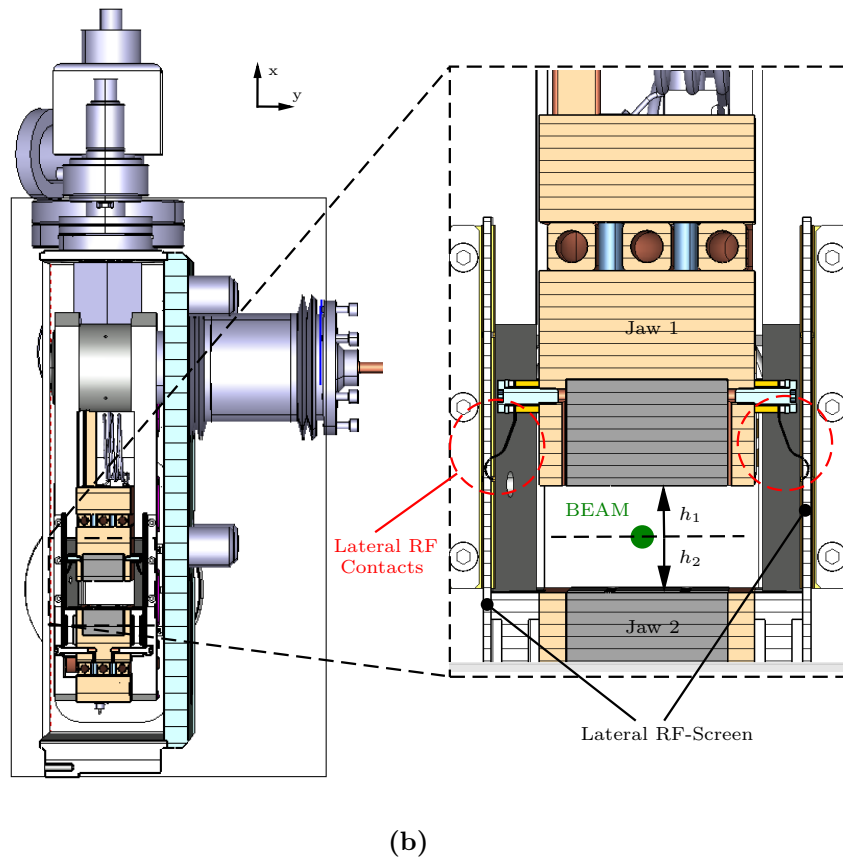 x
y
Jaw 1
BEAM
h₁
h₂
Lateral RF
Contacts
Jaw 2
Lateral RF-Screen
(b)